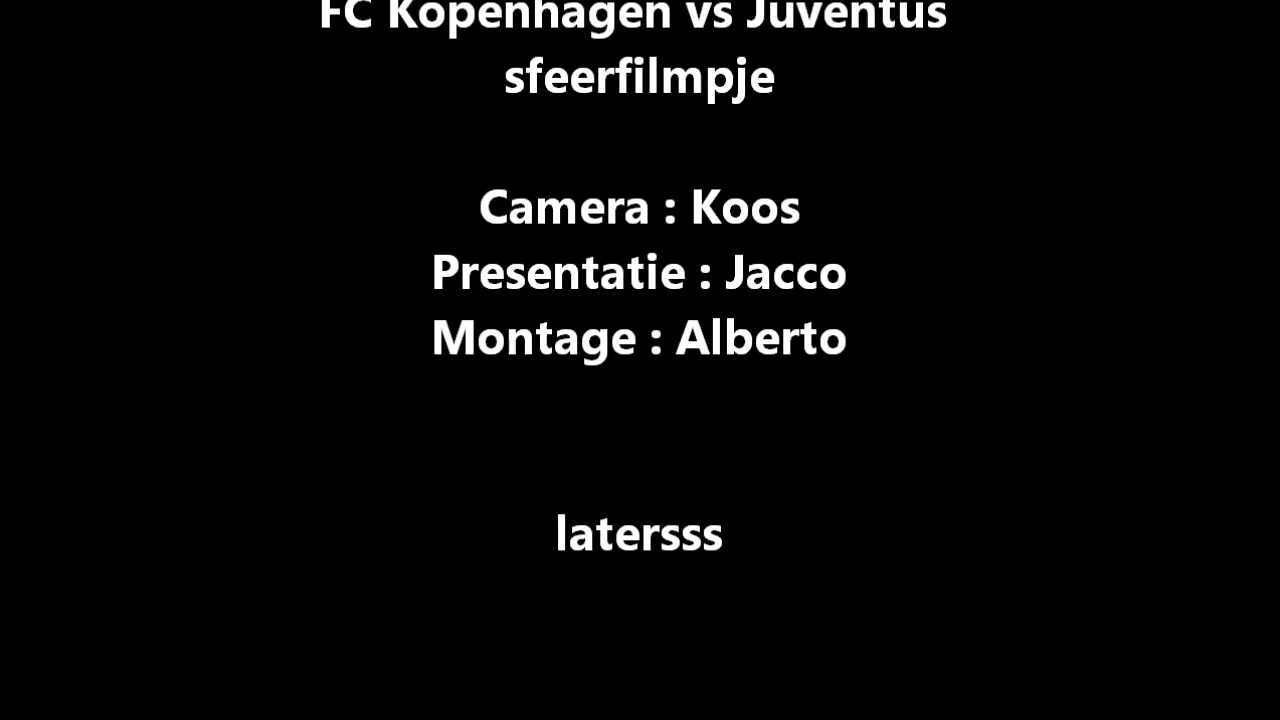 FC Kopenhagen vs Juventus
sfeerfilmpje
Camera : Koos
Presentatie : Jacco
Montage : Alberto
latersss